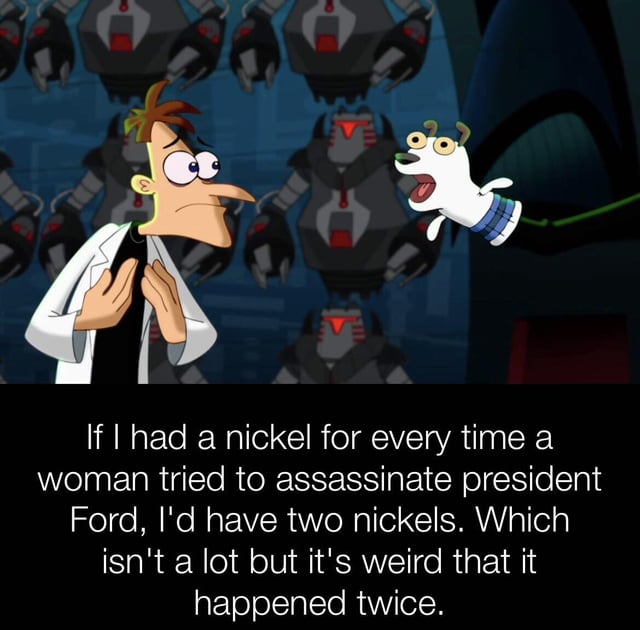 If I had a nickel for every time a
woman tried to assassinate president
Ford, I'd have two nickels. Which
isn't a lot but it's weird that it
happened twice.